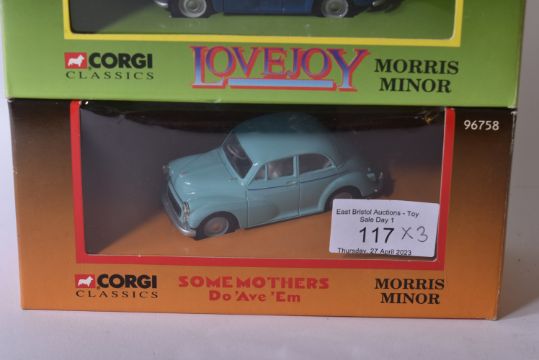 CORGI
CLASSICS
LOVEJOY
MORRIS
MINOR
96758
East Bristol Auctions - Toy
Sale Day 1
117 x3
Thursday, 27 April 2023
CORGI
CLASSICS
SOME MOTHERS
Do 'Ave 'Em
MORRIS
MINOR